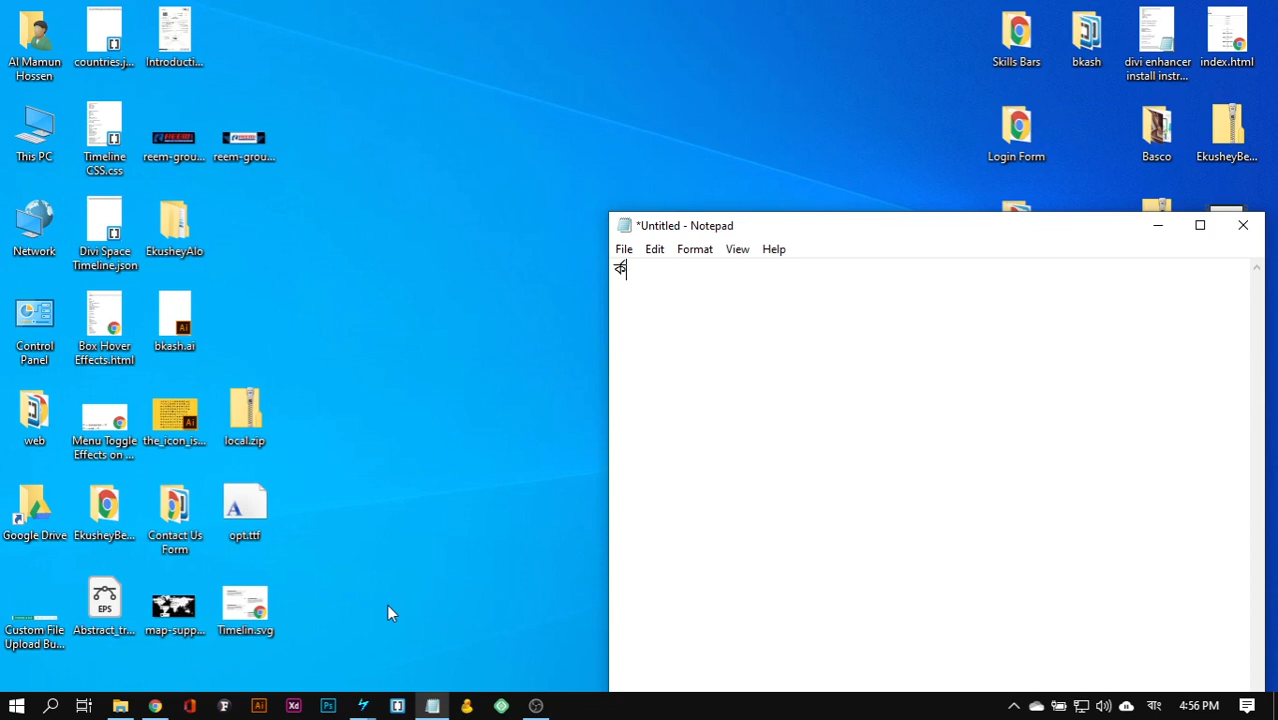 Al Mamun
Hossen
countries.j...
Introducti...
This PC
Timeline
CSS.css
reem-grou...
reem-grou...
Network
Divi Space
Timeline.json
EkusheyAlo
Control
Panel
Box Hover
Effects.html
bkash.ai
web
Menu Toggle
Effects on ...
the_icon_is...
local.zip
Google Drive
EkusheyBe...
Contact Us
Form
opt.ttf
Custom File
Upload Bu...
EPS
Abstract_tr...
map-supp...
Timelin.svg
Skills Bars
bkash
divi enhancer
install instr...
index.html
Login Form
Basco
EkusheyBe...
*Untitled - Notepad
File Edit Format View Help
Ai
Xd
Ps
বাং
4:56 PM